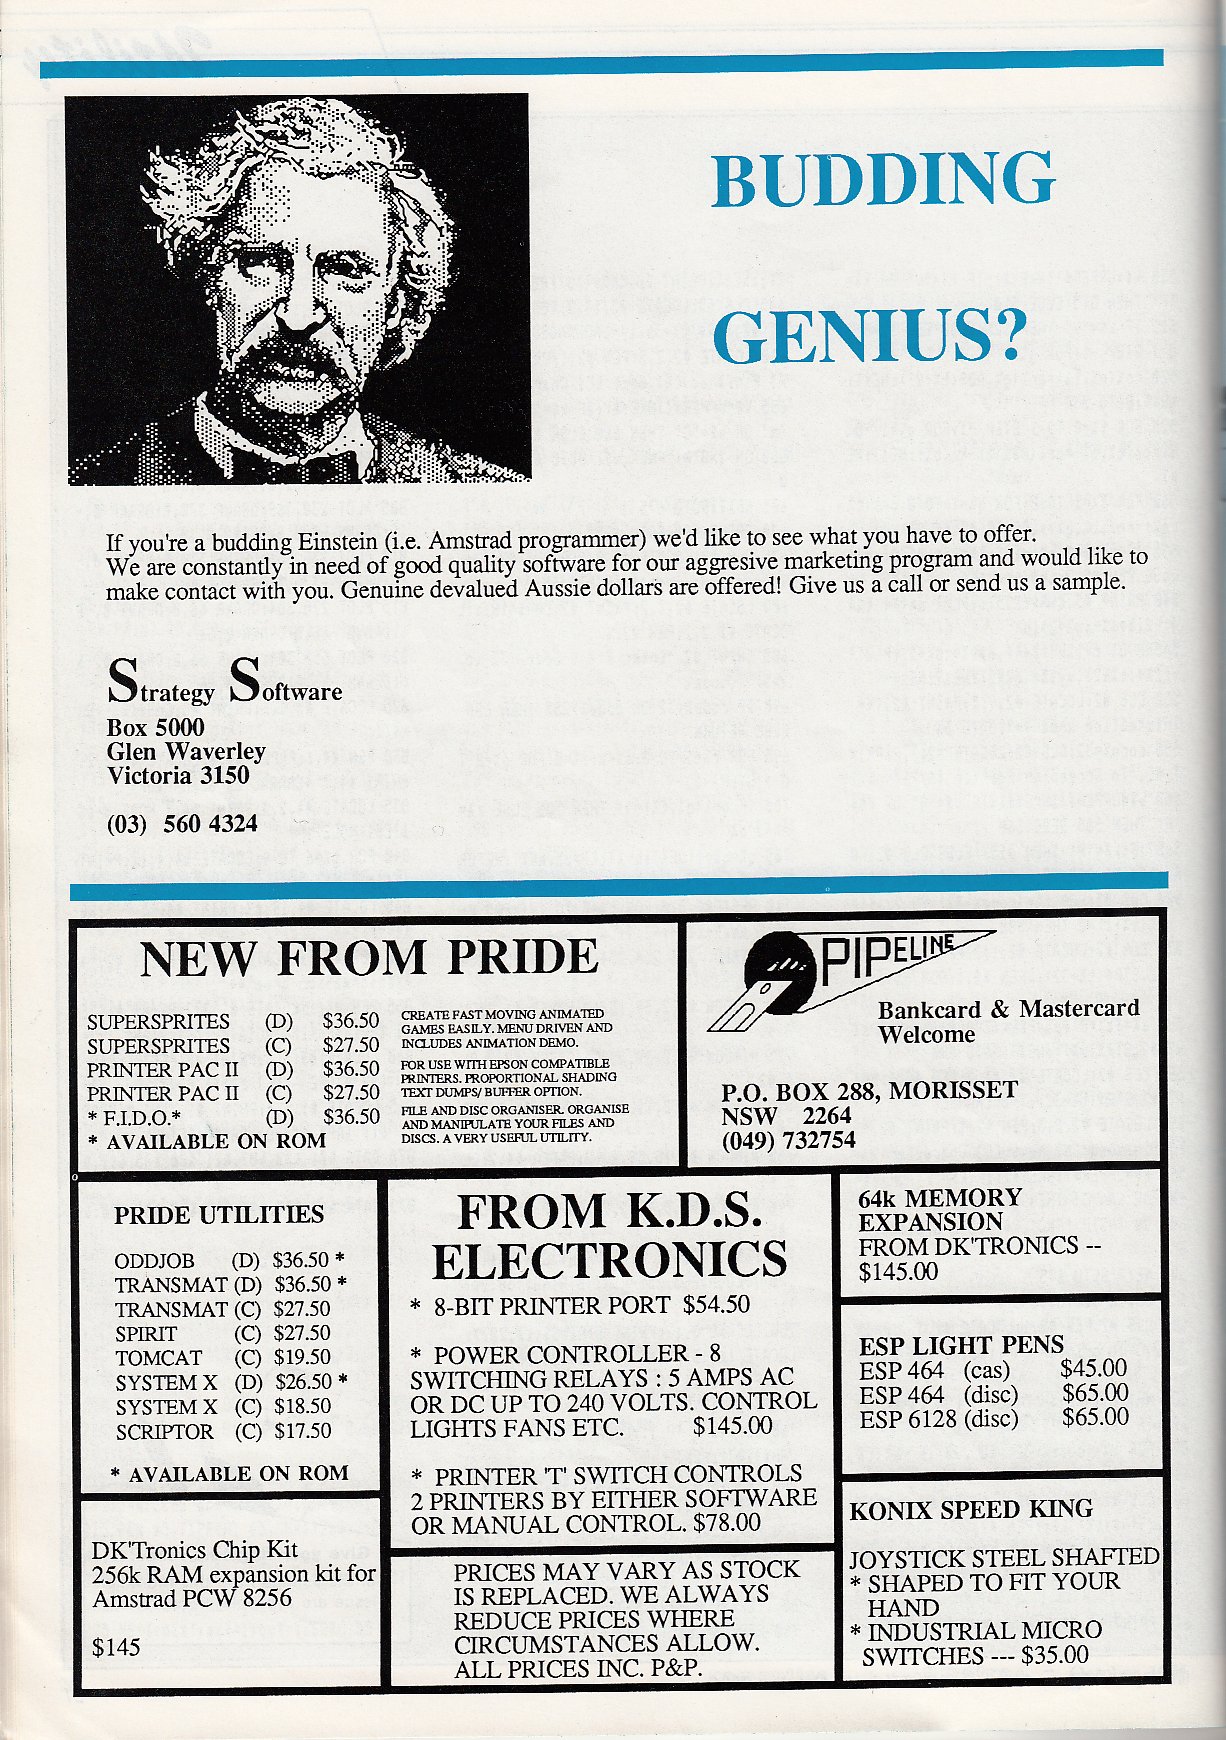 BUDDING
GENIUS?
If you're a budding Einstein (i.e. Amstrad programmer) we'd like to see what you have to offer.
We are constantly in need of good quality software for our aggresive marketing program and would like to
make contact with you. Genuine devalued Aussie dollars are offered! Give us a call or send us a sample.
Strategy Software
Box 5000
Glen Waverley
Victoria 3150
(03) 560 4324
NEW FROM PRIDE
SUPERSPRITES (D) $36.50
SUPERSPRITES (C) $27.50
PRINTER PAC II (D) $36.50
PRINTER PAC II (C) $27.50
* F.I.D.O.* (D) $36.50
* AVAILABLE ON ROM
CREATE FAST MOVING ANIMATED
GAMES EASILY. MENU DRIVEN AND
INCLUDES ANIMATION DEMO.
FOR USE WITH EPSON COMPATIBLE
PRINTERS. PROPORTIONAL SHADING
TEXT DUMPS/ BUFFER OPTION.
FILE AND DISC ORGANISER. ORGANISE
AND MANIPULATE YOUR FILES AND
DISCS. A VERY USEFUL UTILITY.
PIPELINE
Bankcard & Mastercard
Welcome
P.O. BOX 288, MORISSET
NSW 2264
(049) 732754
PRIDE UTILITIES
ODDJOB (D) $36.50 *
TRANSMAT (D) $36.50 *
TRANSMAT (C) $27.50
SPIRIT (C) $27.50
TOMCAT (C) $19.50
SYSTEM X (D) $26.50 *
SYSTEM X (C) $18.50
SCRIPTOR (C) $17.50
* AVAILABLE ON ROM
DK'Tronics Chip Kit
256k RAM expansion kit for
Amstrad PCW 8256
$145
FROM K.D.S.
ELECTRONICS
* 8-BIT PRINTER PORT $54.50
* POWER CONTROLLER - 8
SWITCHING RELAYS : 5 AMPS AC
OR DC UP TO 240 VOLTS. CONTROL
LIGHTS FANS ETC. $145.00
* PRINTER 'T' SWITCH CONTROLS
2 PRINTERS BY EITHER SOFTWARE
OR MANUAL CONTROL. $78.00
PRICES MAY VARY AS STOCK
IS REPLACED. WE ALWAYS
REDUCE PRICES WHERE
CIRCUMSTANCES ALLOW.
ALL PRICES INC. P&P.
64k MEMORY
EXPANSION
FROM DK'TRONICS --
$145.00
ESP LIGHT PENS
ESP 464 (cas) $45.00
ESP 464 (disc) $65.00
ESP 6128 (disc) $65.00
KONIX SPEED KING
JOYSTICK STEEL SHAFTED
* SHAPED TO FIT YOUR
HAND
* INDUSTRIAL MICRO
SWITCHES --- $35.00